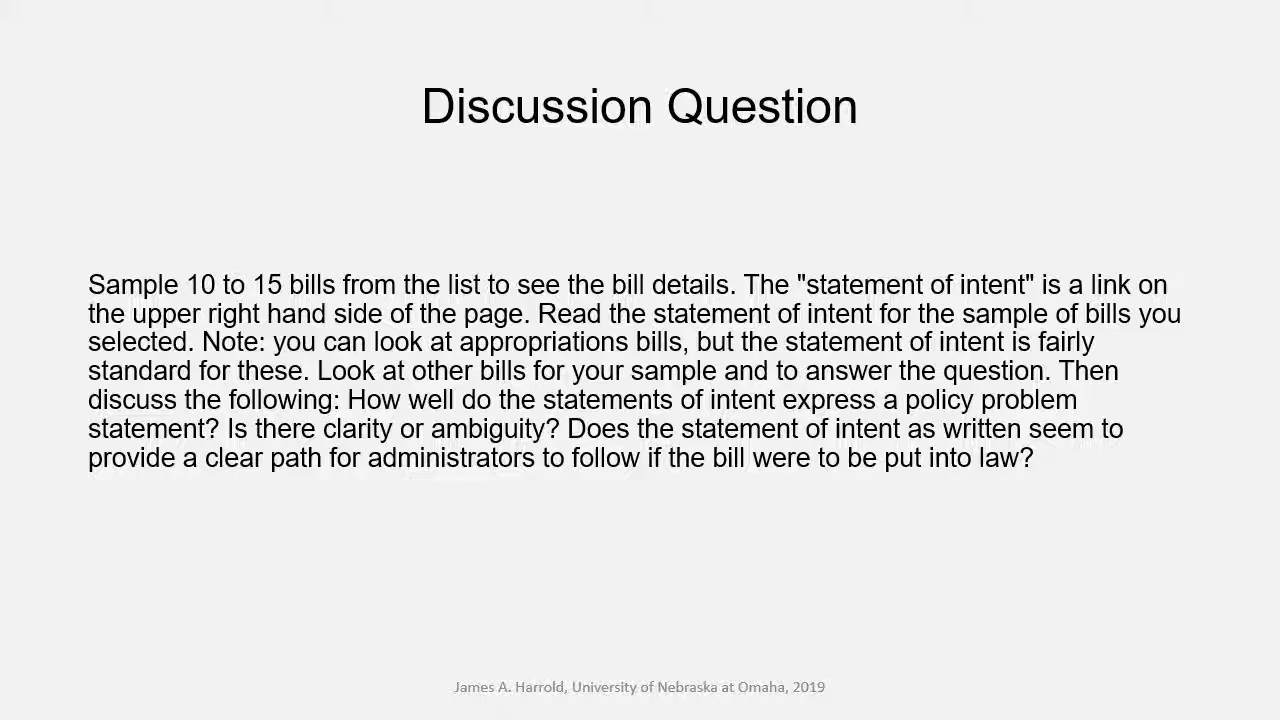 Discussion Question
Sample 10 to 15 bills from the list to see the bill details. The "statement of intent" is a link on
the upper right hand side of the page. Read the statement of intent for the sample of bills you
selected. Note: you can look at appropriations bills, but the statement of intent is fairly
standard for these. Look at other bills for your sample and to answer the question. Then
discuss the following: How well do the statements of intent express a policy problem
statement? Is there clarity or ambiguity? Does the statement of intent as written seem to
provide a clear path for administrators to follow if the bill were to be put into law?
James A. Harrold, University of Nebraska at Omaha, 2019